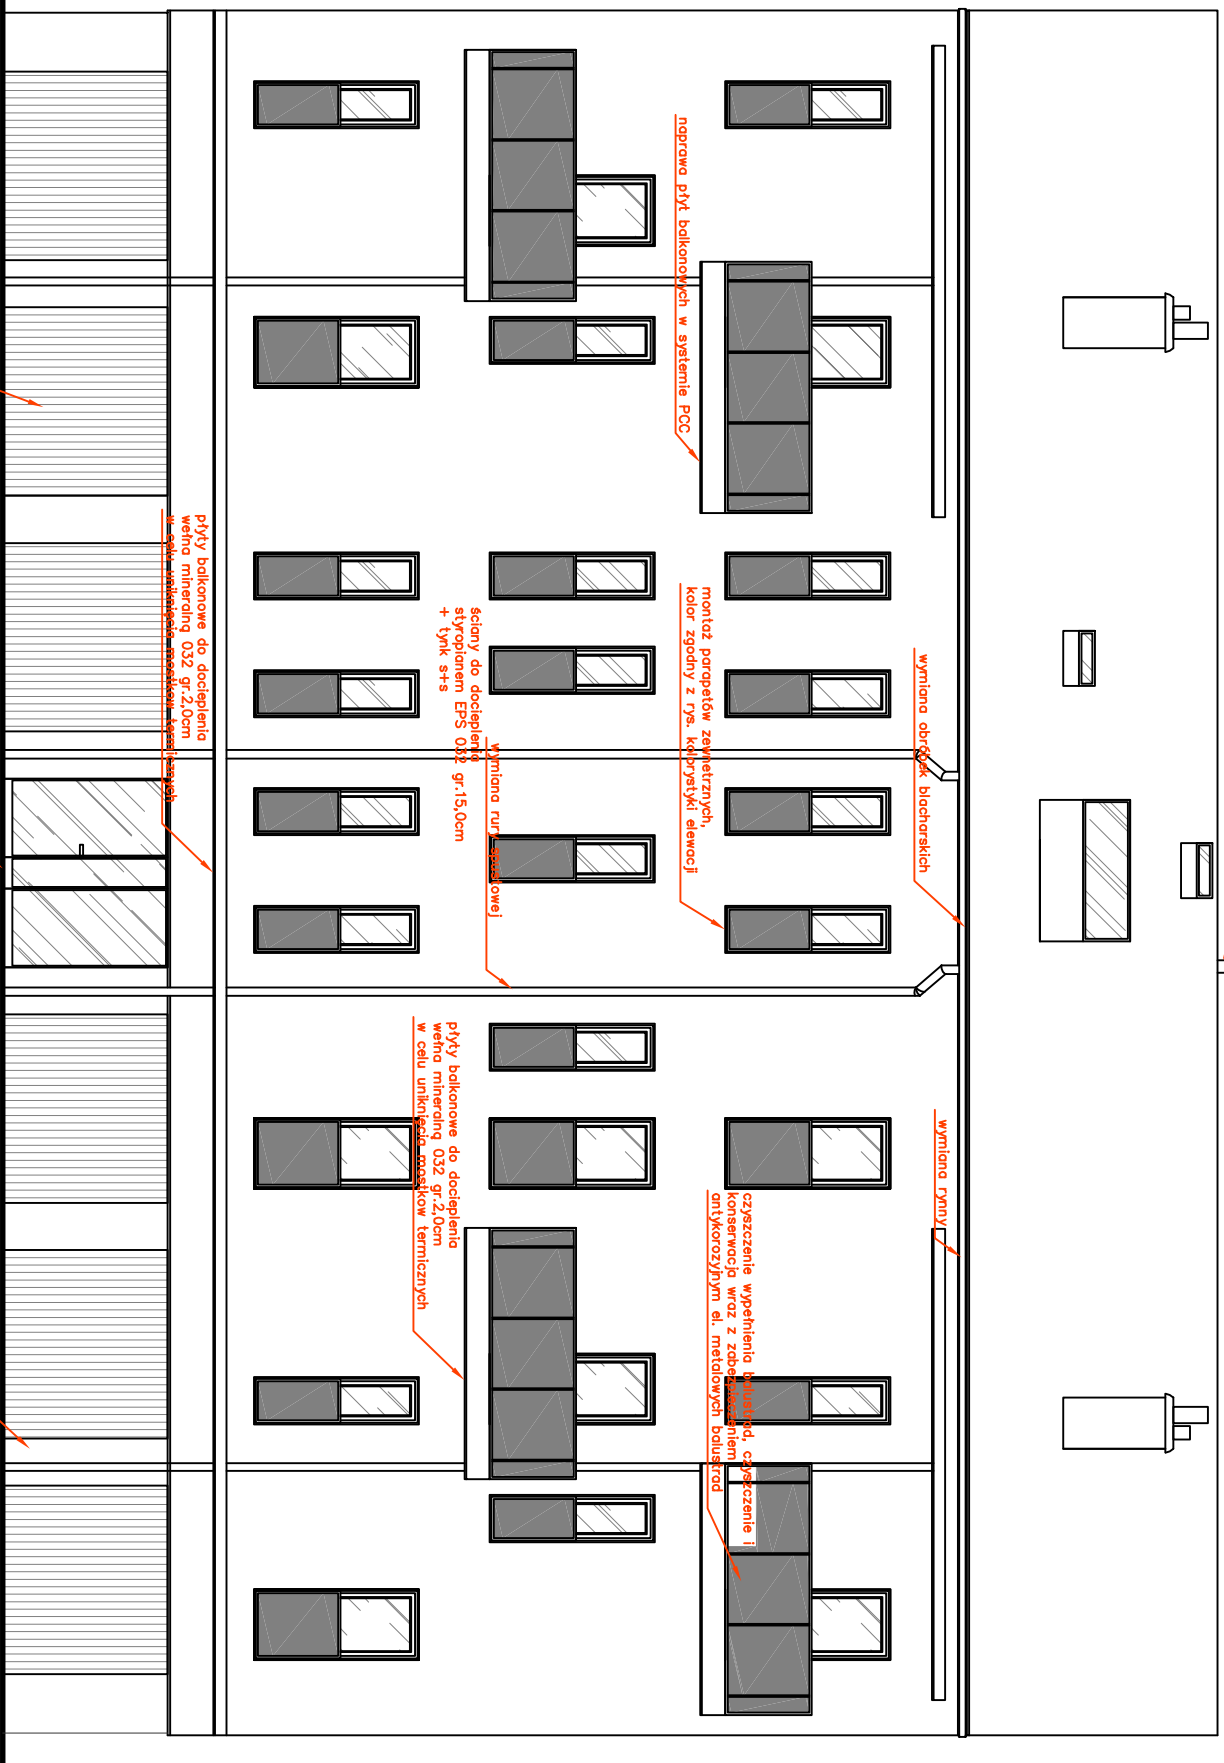 wymiana obróbek blacharskich
wymiana rynny
montaż parapetów zewnetrznych,
kolor zgodny z rys. kolorystyki elewacji
naprawa płyt balkonowych w systemie PCC
czyszczenie wypełnienia balustrad, czyszczenie i
konserwacja wraz z zabezpieczeniem
antykorozyjnym el. metalowych balustrad
wymiana rury spustowej
ściany do docieplenia
styropianem EPS 032 gr.15,0cm
+ tynk s+s
płyty balkonowe do docieplenia
wełna mineralną 032 gr.2,0cm
w celu uniknięcia mostkow termicznych
płyty balkonowe do docieplenia
wełna mineralną 032 gr.2,0cm
w celu uniknięcia mostkow termicznych